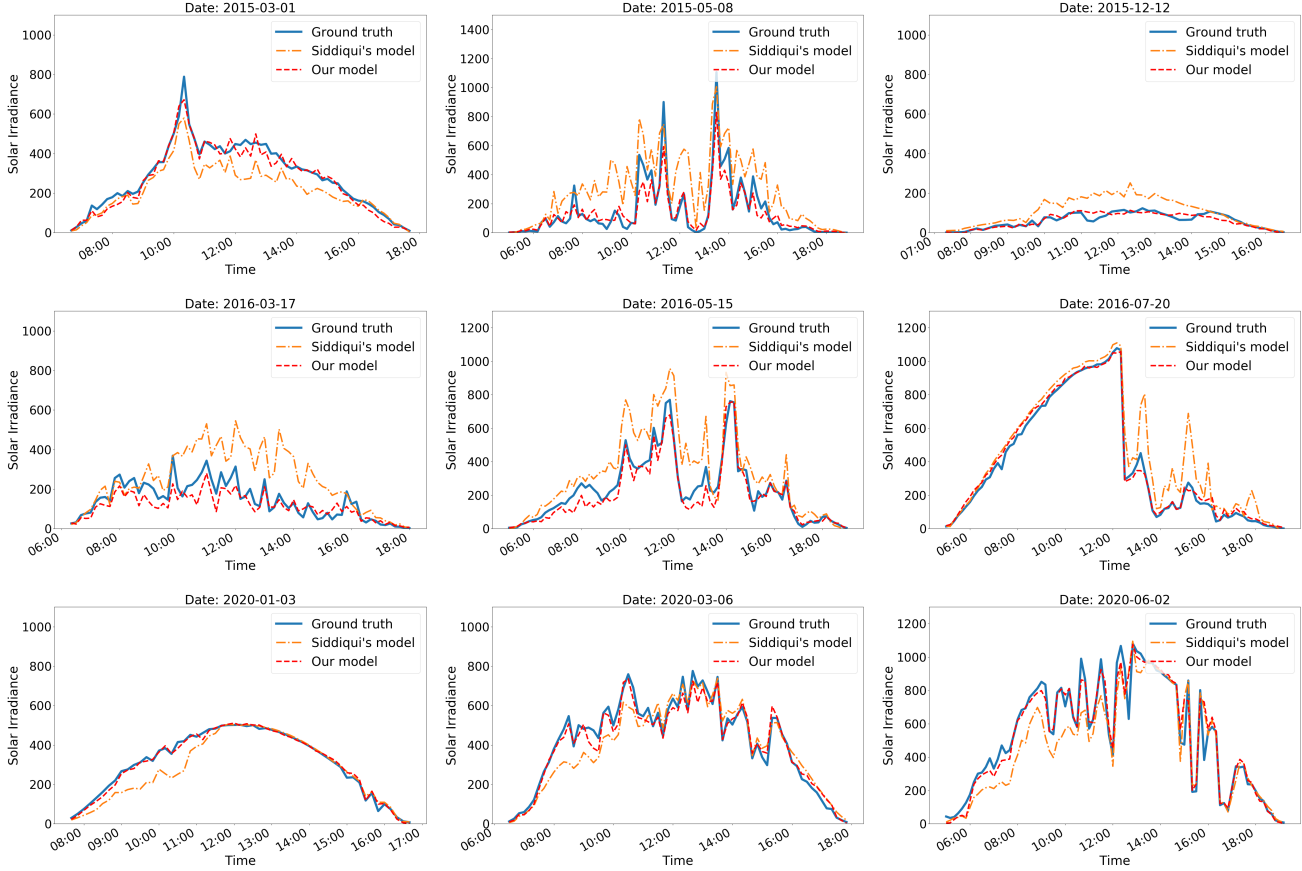 Date: 2015-03-01
Ground truth
Siddiqui's model
Our model
Solar Irradiance
1000
800
600
400
200
0
08:00 10:00 12:00 14:00 16:00 18:00
Time
Date: 2015-05-08
Ground truth
Siddiqui's model
Our model
Solar Irradiance
1400
1200
1000
800
600
400
200
0
06:00 08:00 10:00 12:00 14:00 16:00 18:00
Time
Date: 2015-12-12
Ground truth
Siddiqui's model
Our model
Solar Irradiance
1000
800
600
400
200
0
07:00 08:00 09:00 10:00 11:00 12:00 13:00 14:00 15:00 16:00
Time
Date: 2016-03-17
Ground truth
Siddiqui's model
Our model
Solar Irradiance
1000
800
600
400
200
0
06:00 08:00 10:00 12:00 14:00 16:00 18:00
Time
Date: 2016-05-15
Ground truth
Siddiqui's model
Our model
Solar Irradiance
1200
1000
800
600
400
200
0
06:00 08:00 10:00 12:00 14:00 16:00 18:00
Time
Date: 2016-07-20
Ground truth
Siddiqui's model
Our model
Solar Irradiance
1200
1000
800
600
400
200
0
06:00 08:00 10:00 12:00 14:00 16:00 18:00
Time
Date: 2020-01-03
Ground truth
Siddiqui's model
Our model
Solar Irradiance
1000
800
600
400
200
0
08:00 09:00 10:00 11:00 12:00 13:00 14:00 15:00 16:00 17:00
Time
Date: 2020-03-06
Ground truth
Siddiqui's model
Our model
Solar Irradiance
1000
800
600
400
200
0
06:00 08:00 10:00 12:00 14:00 16:00 18:00
Time
Date: 2020-06-02
Ground truth
Siddiqui's model
Our model
Solar Irradiance
1200
1000
800
600
400
200
0
06:00 08:00 10:00 12:00 14:00 16:00 18:00
Time